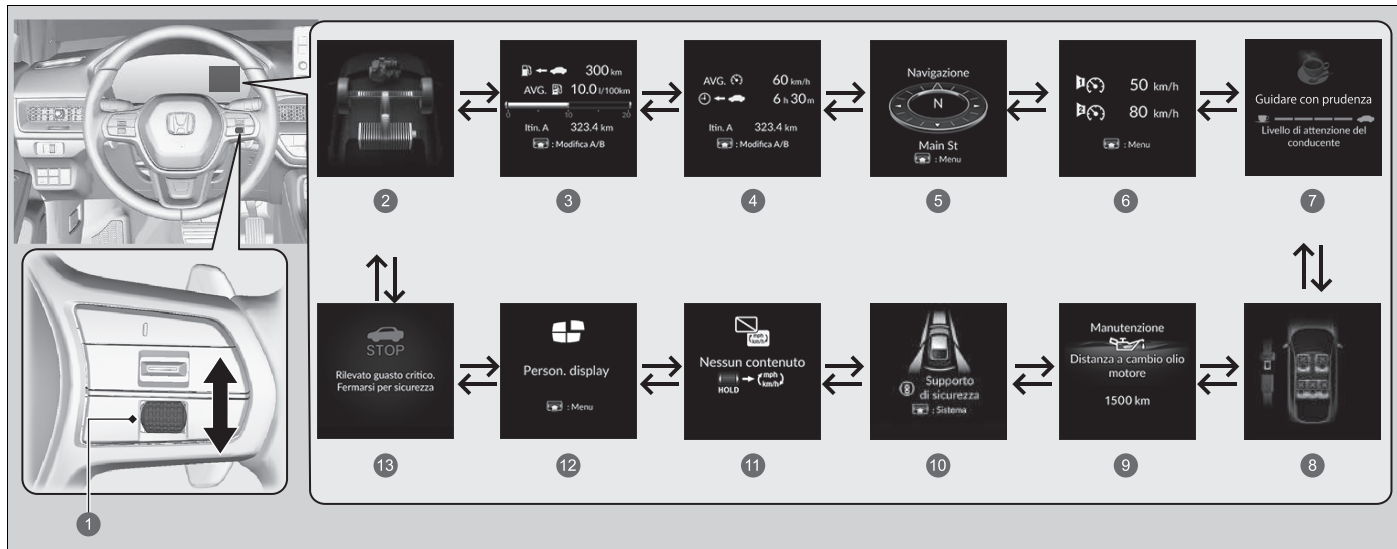 300 km
AVG. 10.0 l/100km
0 10 20
Itin. A 323.4 km
: Modifica A/B
AVG. 60 km/h
6 h 30 m
Itin. A 323.4 km
: Modifica A/B
Navigazione
N
Main St
: Menu
1 50 km/h
2 80 km/h
: Menu
Guidare con prudenza
Livello di attenzione del
conducente
2
3
4
5
6
7
STOP
Rilevato guasto critico.
Fermarsi per sicurezza
Person. display
: Menu
mph
km/h
Nessun contenuto
HOLD
mph
km/h
Supporto
di sicurezza
: Sistema
Manutenzione
Distanza a cambio olio
motore
1500 km
13
12
11
10
9
8
1